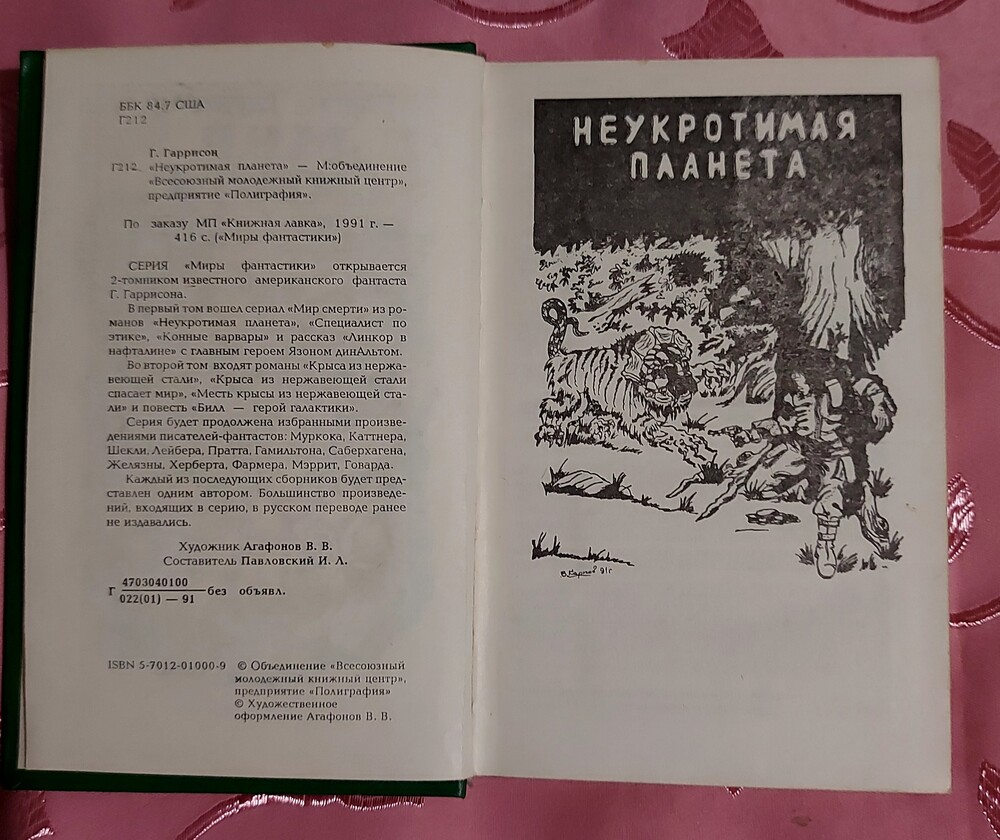 ББК 84.7 США
Г212
Г. Гаррисон
Г212 «Неукротимая планета» — М:объединение
«Всесоюзный молодежный книжный центр»,
предприятие «Полиграфия».
По заказу МП «Книжная лавка», 1991 г. —
416 с. («Миры фантастики»)
СЕРИЯ «Миры фантастики» открывается
2-томником известного американского фантаста
Г. Гаррисона.
В первый том вошел сериал «Мир смерти» из ро-
манов «Неукротимая планета», «Специалист по
этике», «Конные варвары» и рассказ «Линкор в
нафталине» с главным героем Язоном динАльтом.
Во второй том входят романы «Крыса из нержа-
веющей стали», «Крыса из нержавеющей стали
спасает мир», «Месть крысы из нержавеющей ста-
ли» и повесть «Билл — герой галактики».
Серия будет продолжена избранными произве-
дениями писателей-фантастов: Муркока, Каттнера,
Шекли, Лейбера, Пратта, Гамильтона, Саберхагена,
Желязны, Херберта, Фармера, Мэррит, Говарда.
Каждый из последующих сборников будет пред-
ставлен одним автором. Большинство произведе-
ний, входящих в серию, в русском переводе ранее
не издавались.
Художник Агафонов В. В.
Составитель Павловский И. Л.
Г 4703040100
022(01) — 91 без объявл.
ISBN 5-7012-01000-9 © Объединение «Всесоюзный
молодежный книжный центр»,
предприятие «Полиграфия»
© Художественное
оформление Агафонов В. В.
НЕУКРОТИМАЯ
ПЛАНЕТА
91г